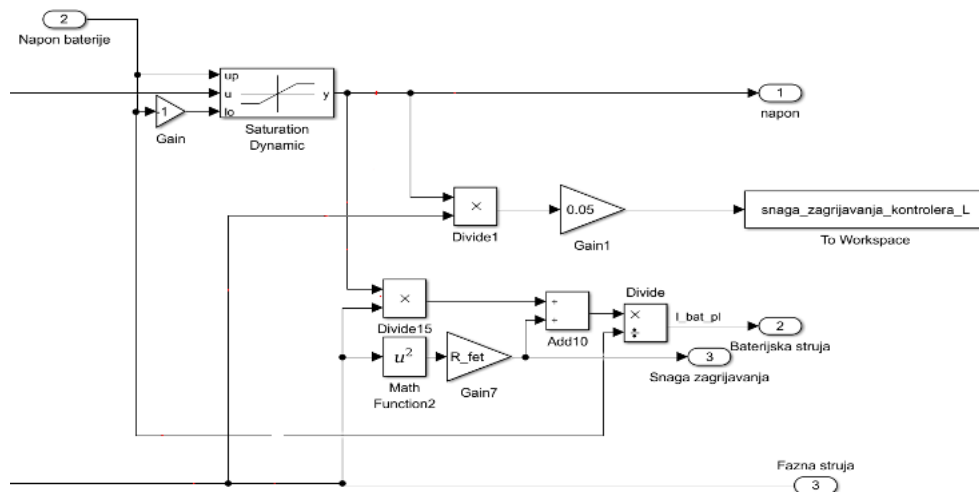 2
Napon baterije
up
u
lo
y
-1
Gain
Saturation
Dynamic
1
napon
×
Divide1
0.05
Gain1
snaga_zagrijavanja_kontrolera_L
To Workspace
×
Divide15
u²
Math
Function2
R_fet
Gain7
+
+
Add10
Divide
×
÷
I_bat_pl
2
Baterijska struja
3
Snaga zagrijavanja
Fazna struja
3